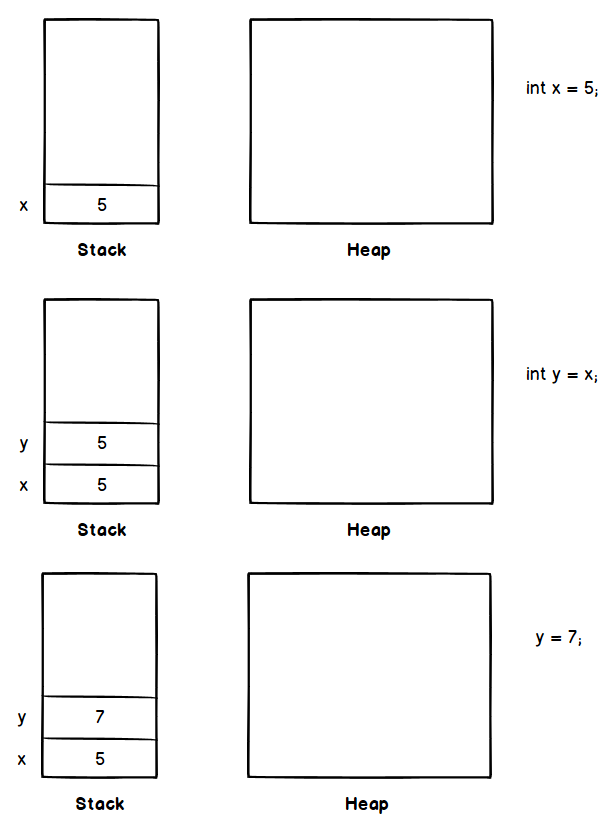 int x = 5;
x 5
Stack Heap
int y = x;
y 5
x 5
Stack Heap
y = 7;
y 7
x 5
Stack Heap